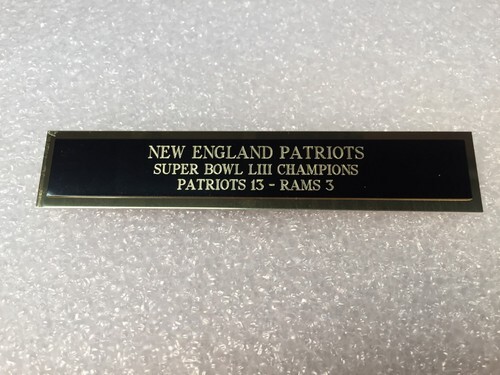 NEW ENGLAND PATRIOTS
SUPER BOWL LIII CHAMPIONS
PATRIOTS 13 - RAMS 3